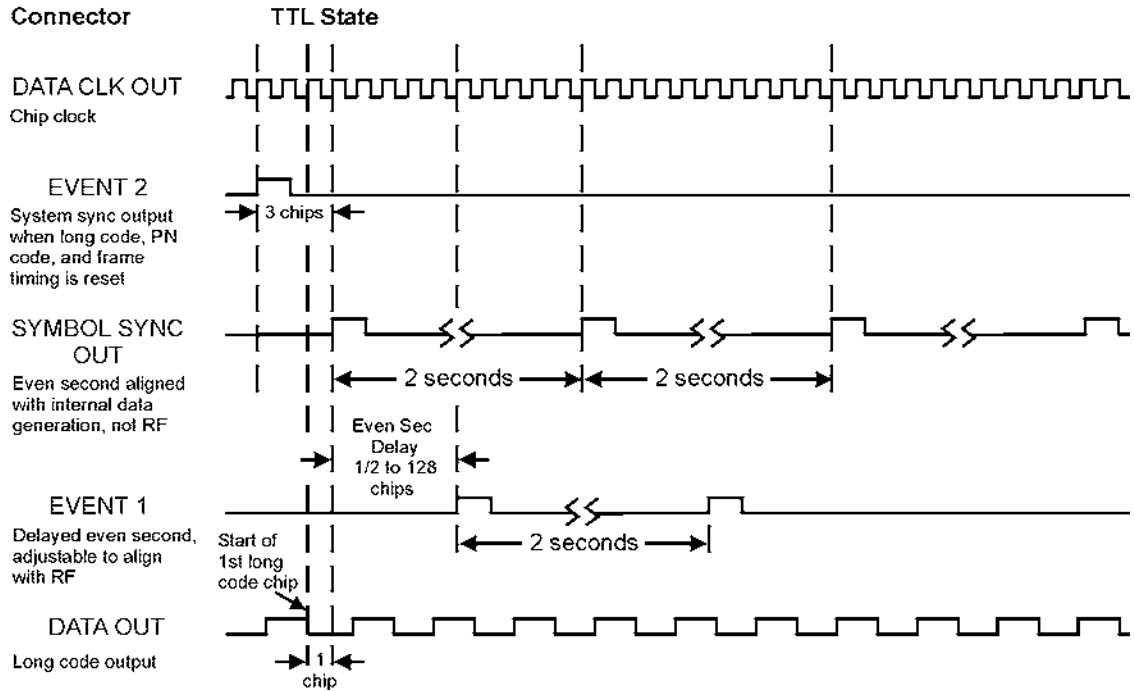 Connector
TTL State
DATA CLK OUT
Chip clock
EVENT 2
System sync output
when long code, PN
code, and frame
timing is reset
3 chips
SYMBOL SYNC
OUT
Even second aligned
with internal data
generation, not RF
2 seconds
2 seconds
Even Sec
Delay
1/2 to 128
chips
EVENT 1
Delayed even second,
adjustable to align
with RF
2 seconds
Start of
1st long
code chip
DATA OUT
Long code output
1
chip